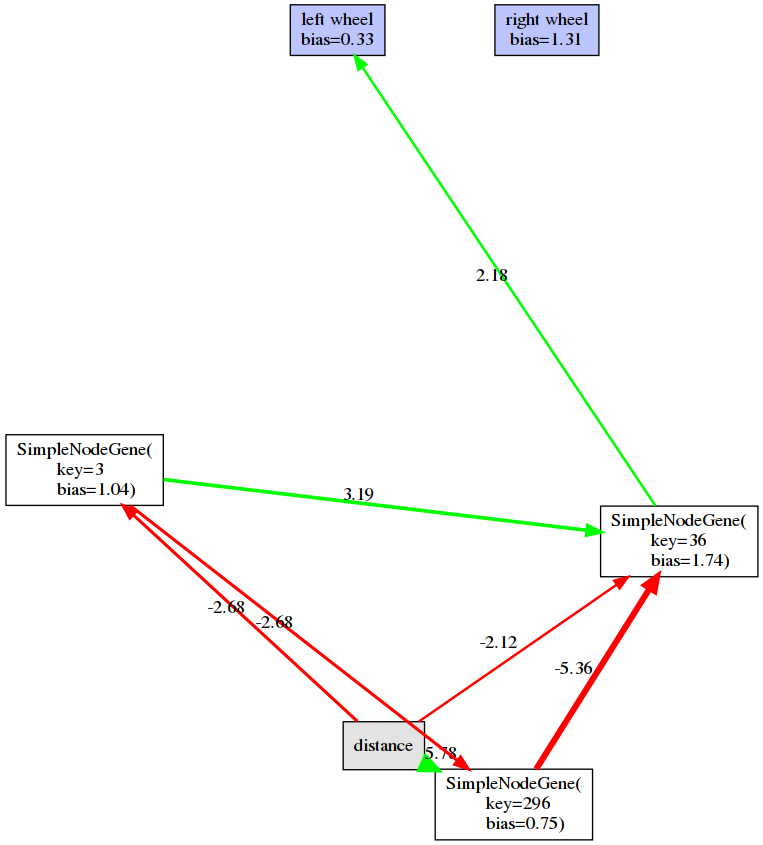 left wheel
bias=0.33
right wheel
bias=1.31
2.18
SimpleNodeGene(
key=3
bias=1.04)
3.19
SimpleNodeGene(
key=36
bias=1.74)
-2.68
-2.68
-2.12
-5.36
distance
5.78
SimpleNodeGene(
key=296
bias=0.75)